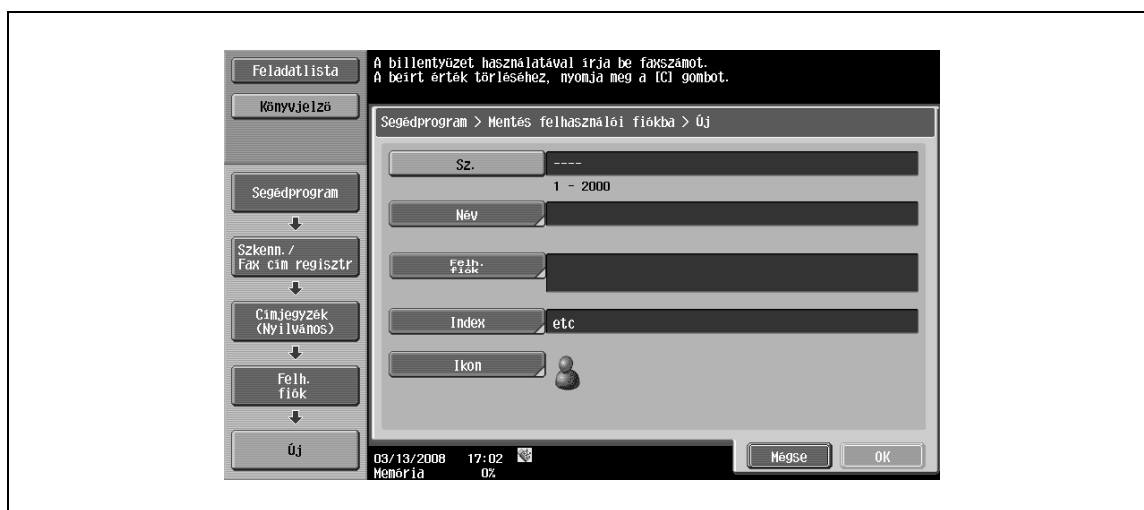 A billentyüzet használatával írja be faxszámot.
A beírt érték törléséhez, nyomja meg a [C] gombot.
Feladatlista
Könyvjelzö
Segédprogram > Mentés felhasználói fiókba > Új
Sz.
----
1 - 2000
Név
Felh.
fiók
Index
etc
Ikon
Segédprogram
Szkenn./
Fax cím regisztr
Címjegyzék
(Nyilvános)
Felh.
fiók
Új
03/13/2008 17:02
Memória 0%
Mégse
OK